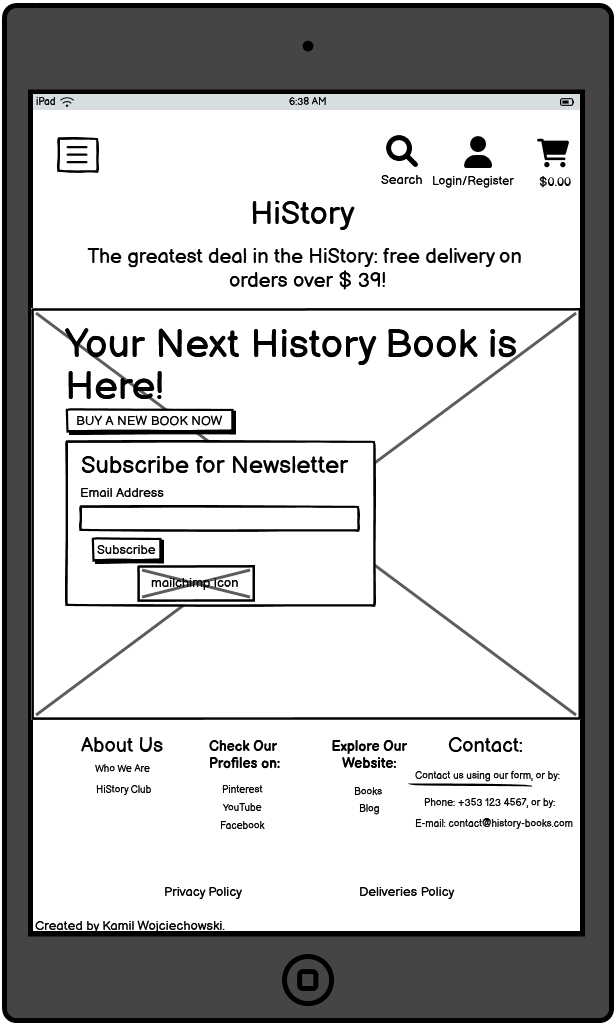 iPad 6:38 AM
Search Login/Register $0.00
HiStory
The greatest deal in the HiStory: free delivery on
orders over $ 39!
Your Next History Book is
Here!
BUY A NEW BOOK NOW
Subscribe for Newsletter
Email Address
Subscribe
mailchimp icon
About Us
Who We Are
HiStory Club
Check Our
Profiles on:
Pinterest
YouTube
Facebook
Explore Our
Website:
Books
Blog
Contact:
Contact us using our form, or by:
Phone: +353 123 4567, or by:
E-mail: contact@history-books.com
Privacy Policy Deliveries Policy
Created by Kamil Wojciechowski.